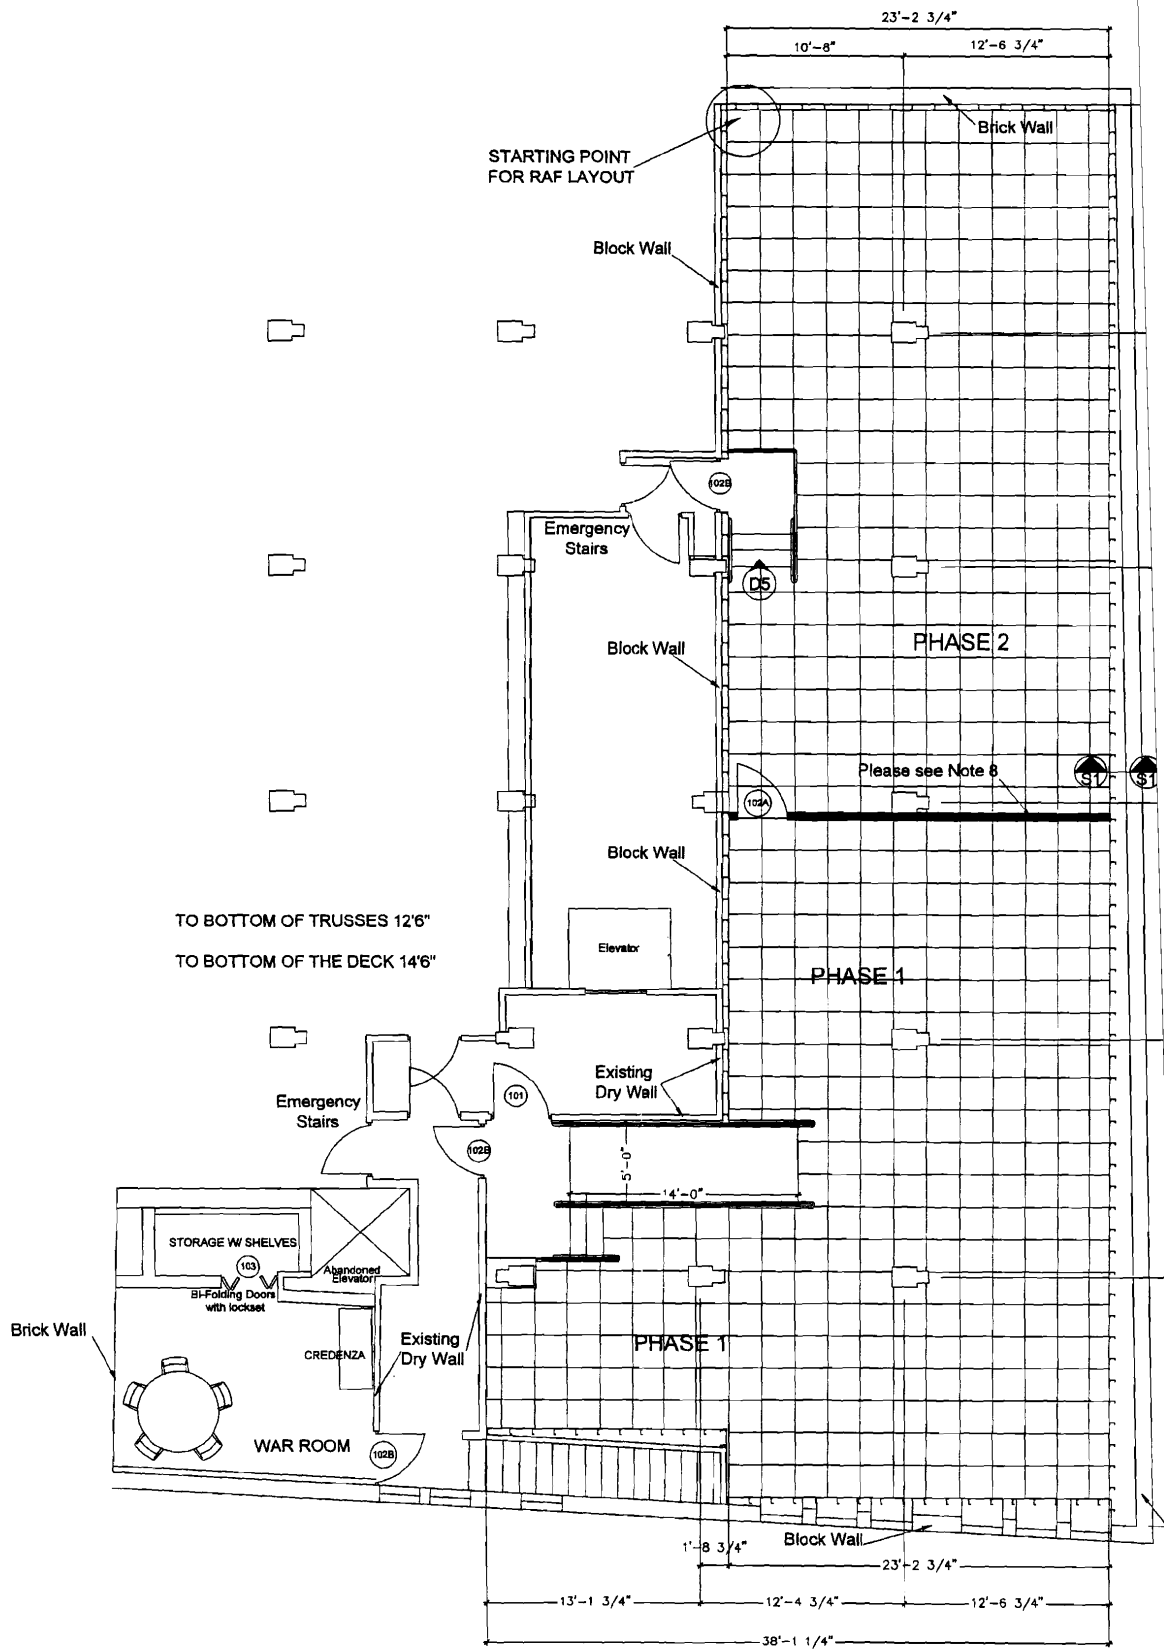 23'-2 3/4"
10'-8"
12'-6 3/4"
Brick Wall
STARTING POINT
FOR RAF LAYOUT
Block Wall
102B
Emergency
Stairs
D5
PHASE 2
Block Wall
Please see Note 8
S1
S1
102A
Block Wall
TO BOTTOM OF TRUSSES 12'6"
TO BOTTOM OF THE DECK 14'6"
Elevator
PHASE 1
Existing
Dry Wall
101
Emergency
Stairs
102B
5'-0"
14'-0"
STORAGE W/ SHELVES
103
Abandoned
Elevator
Bi-Folding Doors
with lockset
Brick Wall
CREDENZA
Existing
Dry Wall
PHASE 1
WAR ROOM
102B
Block Wall
1'-8 3/4"
23'-2 3/4"
13'-1 3/4"
12'-4 3/4"
12'-6 3/4"
38'-1 1/4"